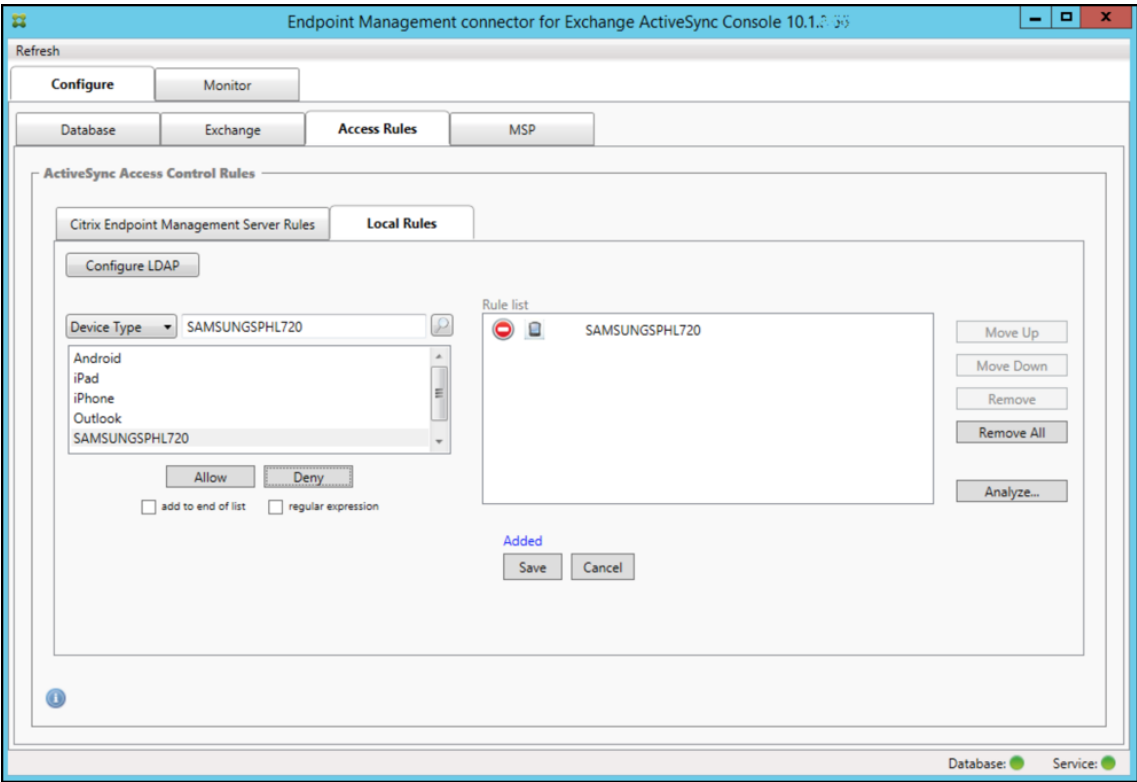 Endpoint Management connector for Exchange ActiveSync Console 10.1.
Refresh
Configure Monitor
Database Exchange Access Rules MSP
ActiveSync Access Control Rules
Citrix Endpoint Management Server Rules Local Rules
Configure LDAP
Rule list
Device Type SAMSUNGSPHL720
SAMSUNGSPHL720
Move Up
Android
iPad
Move Down
iPhone
Remove
Outlook
SAMSUNGSPHL720
Remove All
Allow Deny
Analyze...
add to end of list regular expression
Added
Save Cancel
Database: Service: